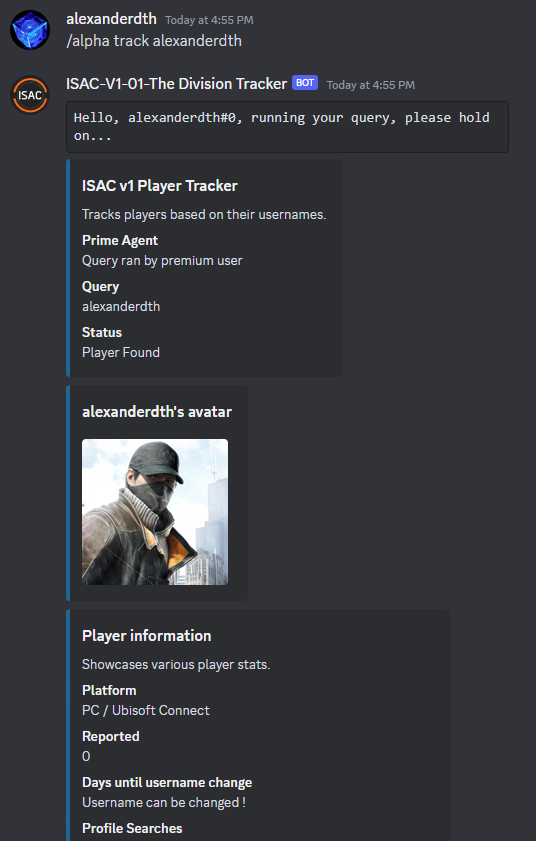 alexanderdth Today at 4:55 PM
/alpha track alexanderdth
ISAC
ISAC-V1-01-The Division Tracker BOT Today at 4:55 PM
Hello, alexanderdth#0, running your query, please hold
on...
ISAC v1 Player Tracker
Tracks players based on their usernames.
Prime Agent
Query ran by premium user
Query
alexanderdth
Status
Player Found
alexanderdth's avatar
Player information
Showcases various player stats.
Platform
PC / Ubisoft Connect
Reported
0
Days until username change
Username can be changed !
Profile Searches